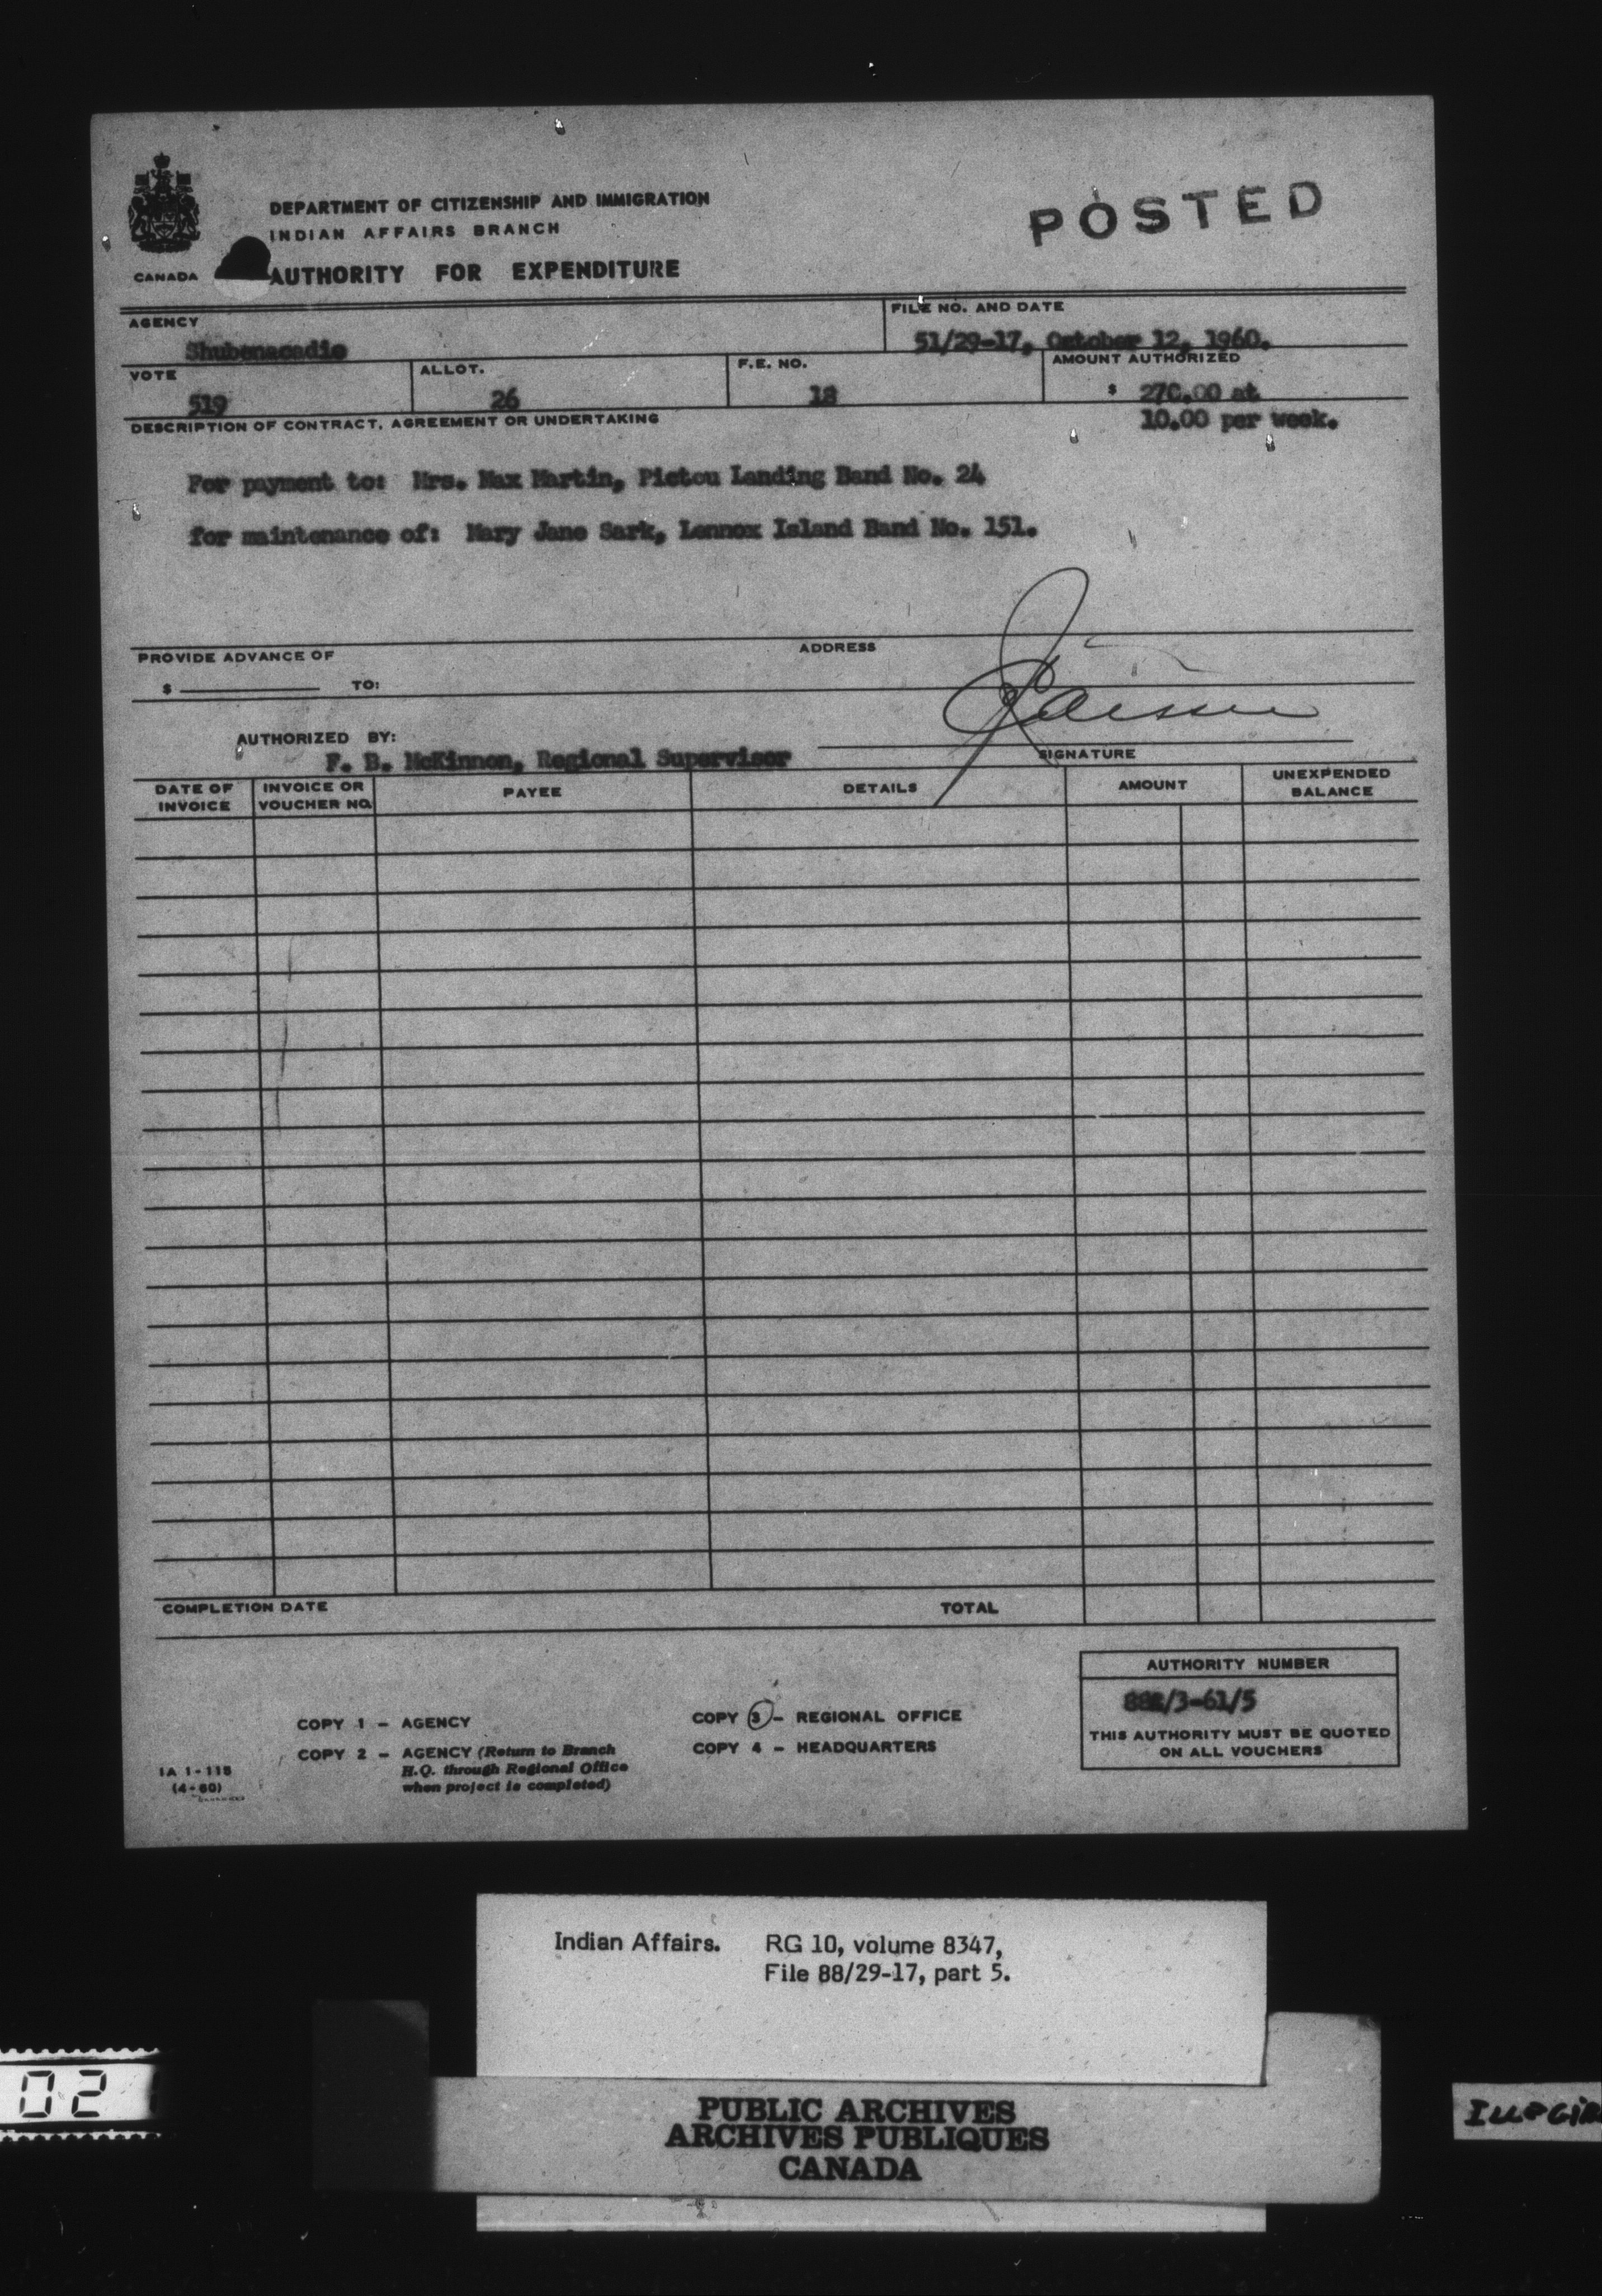 DEPARTMENT OF CITIZENSHIP AND IMMIGRATION
INDIAN AFFAIRS BRANCH
CANADA
AUTHORITY FOR EXPENDITURE
POSTED
AGENCY
Shubenacadie
FILE NO. AND DATE
51/29-17, October 12, 1960.
VOTE
519
ALLOT.
26
F.E. NO.
18
AMOUNT AUTHORIZED
$ 270.00 at
10.00 per week.
DESCRIPTION OF CONTRACT, AGREEMENT OR UNDERTAKING
For payment to: Mrs. Max Martin, Pictou Landing Band No. 24
for maintenance of: Mary Jane Sark, Lennox Island Band No. 151.
PROVIDE ADVANCE OF
$ TO:
ADDRESS
AUTHORIZED BY:
F. B. McKinnon, Regional Supervisor
SIGNATURE
DATE OF INVOICE
INVOICE OR VOUCHER NO.
PAYEE
DETAILS
AMOUNT
UNEXPENDED BALANCE
COMPLETION DATE
TOTAL
AUTHORITY NUMBER
/3-61/5
THIS AUTHORITY MUST BE QUOTED
ON ALL VOUCHERS
COPY 1 - AGENCY
COPY 2 - AGENCY (Return to Branch
H.Q. through Regional Office
when project is completed)
COPY 3 - REGIONAL OFFICE
COPY 4 - HEADQUARTERS
IA 1-115
(4-60)
Indian Affairs. RG 10, volume 8347,
File 88/29-17, part 5.
PUBLIC ARCHIVES
ARCHIVES PUBLIQUES
CANADA
02